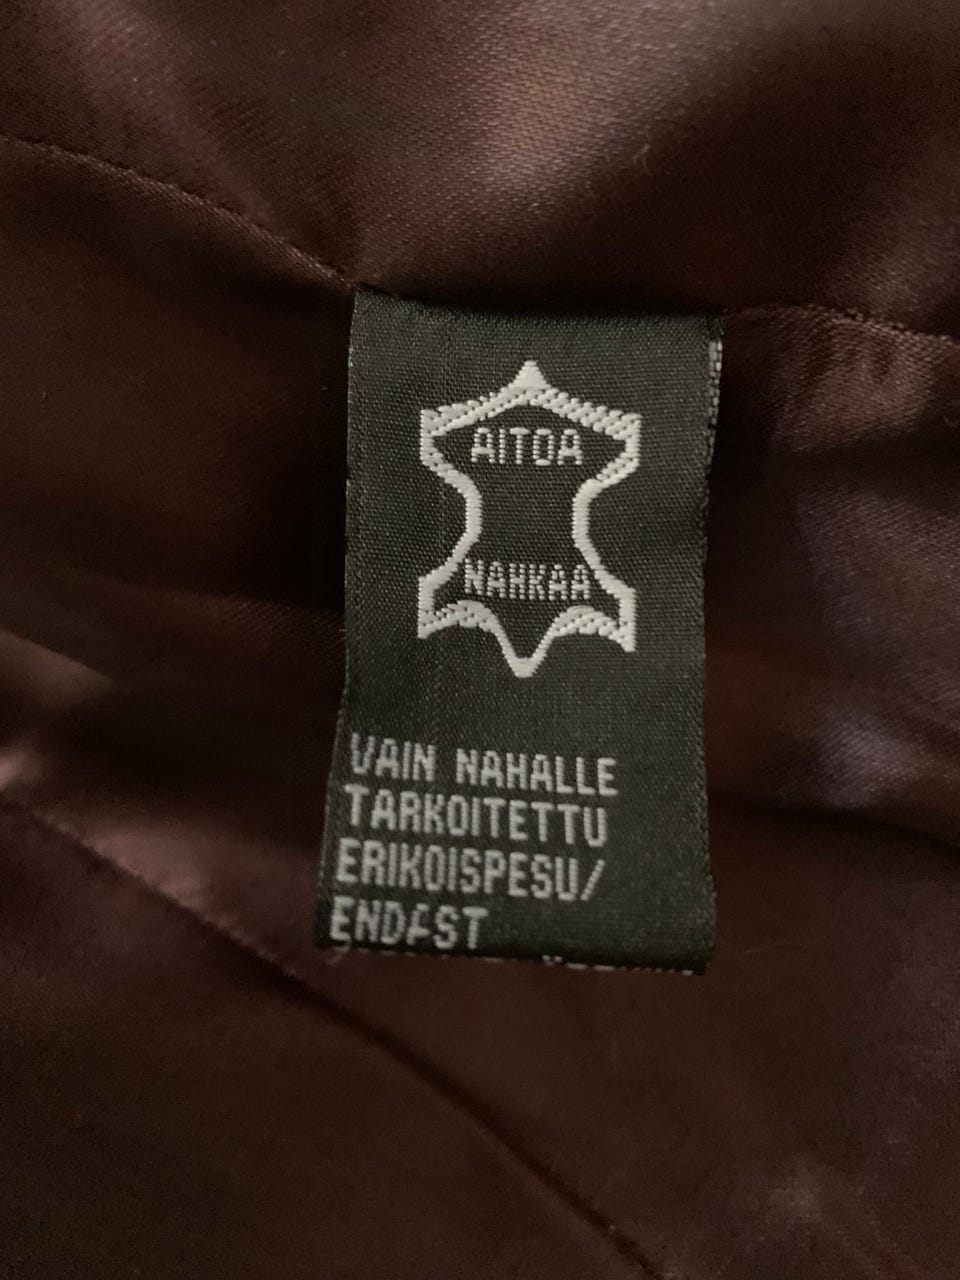 AITOA
NAHKAA
VAIN NAHALLE
TARKOITETTU
ERIKOISPESU/
ENDAST